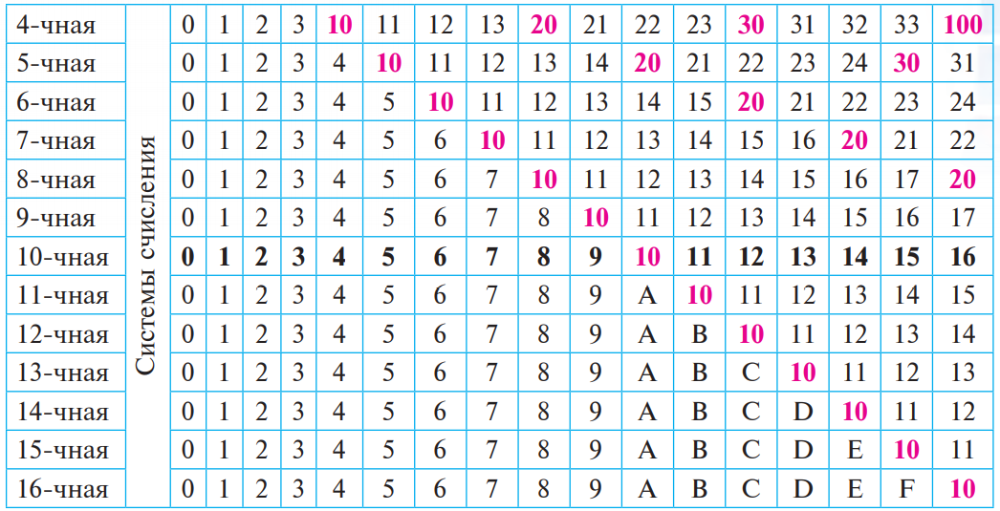 4-чная 0 1 2 3 10 11 12 13 20 21 22 23 30 31 32 33 100
5-чная 0 1 2 3 4 10 11 12 13 14 20 21 22 23 24 30 31
6-чная 0 1 2 3 4 5 10 11 12 13 14 15 20 21 22 23 24
7-чная 0 1 2 3 4 5 6 10 11 12 13 14 15 16 20 21 22
8-чная 0 1 2 3 4 5 6 7 10 11 12 13 14 15 16 17 20
9-чная 0 1 2 3 4 5 6 7 8 10 11 12 13 14 15 16 17
10-чная 0 1 2 3 4 5 6 7 8 9 10 11 12 13 14 15 16
11-чная 0 1 2 3 4 5 6 7 8 9 A 10 11 12 13 14 15
12-чная 0 1 2 3 4 5 6 7 8 9 A B 10 11 12 13 14
13-чная 0 1 2 3 4 5 6 7 8 9 A B C 10 11 12 13
14-чная 0 1 2 3 4 5 6 7 8 9 A B C D 10 11 12
15-чная 0 1 2 3 4 5 6 7 8 9 A B C D E 10 11
16-чная 0 1 2 3 4 5 6 7 8 9 A B C D E F 10
Системы счисления